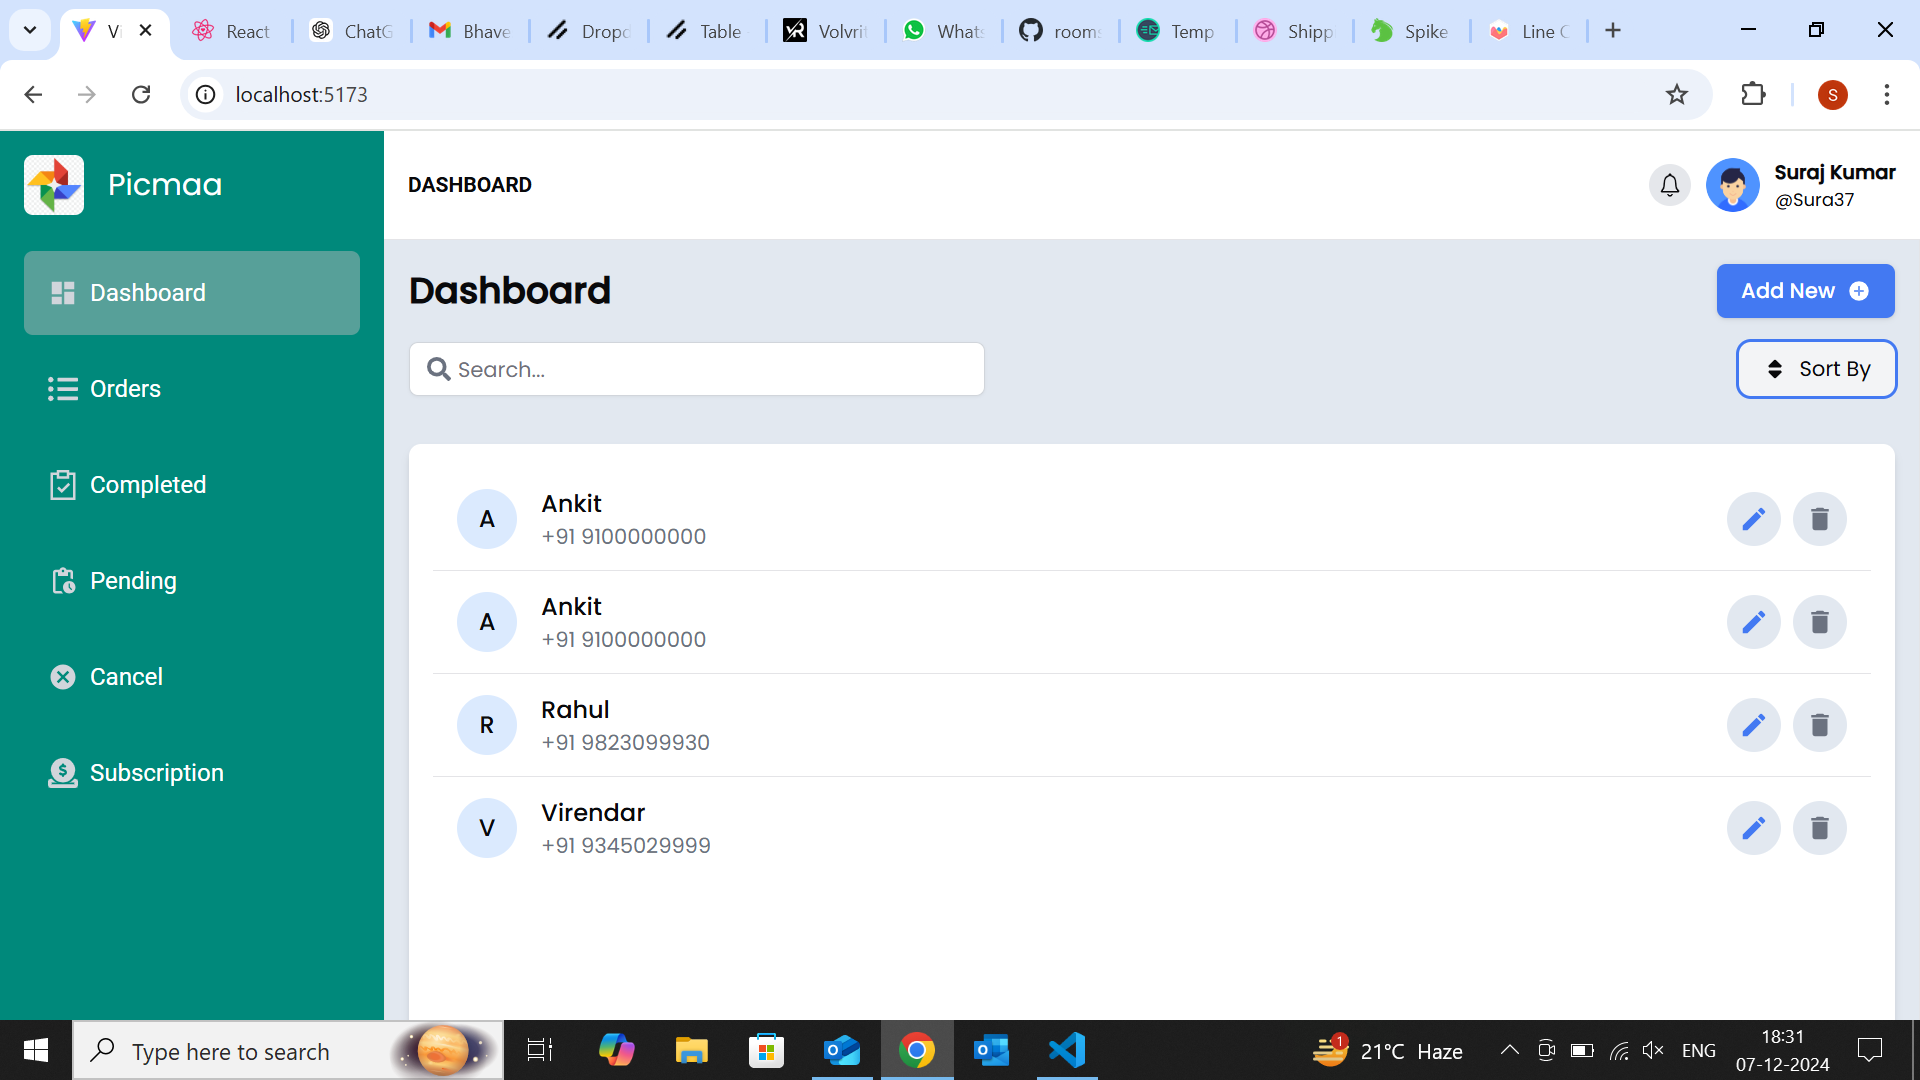 Vi
React
ChatG
Bhave
Dropd
Table
Volvri
Whats
room
Temp
Shipp
Spike
Line C
localhost:5173
S
Picmaa
DASHBOARD
Suraj Kumar
@Sura37
Dashboard
Orders
Completed
Pending
Cancel
Subscription
Dashboard
Add New
Search...
Sort By
A
Ankit
+91 9100000000
A
Ankit
+91 9100000000
R
Rahul
+91 9823099930
V
Virendar
+91 9345029999
Type here to search
1
21°C Haze
ENG
18:31
07-12-2024